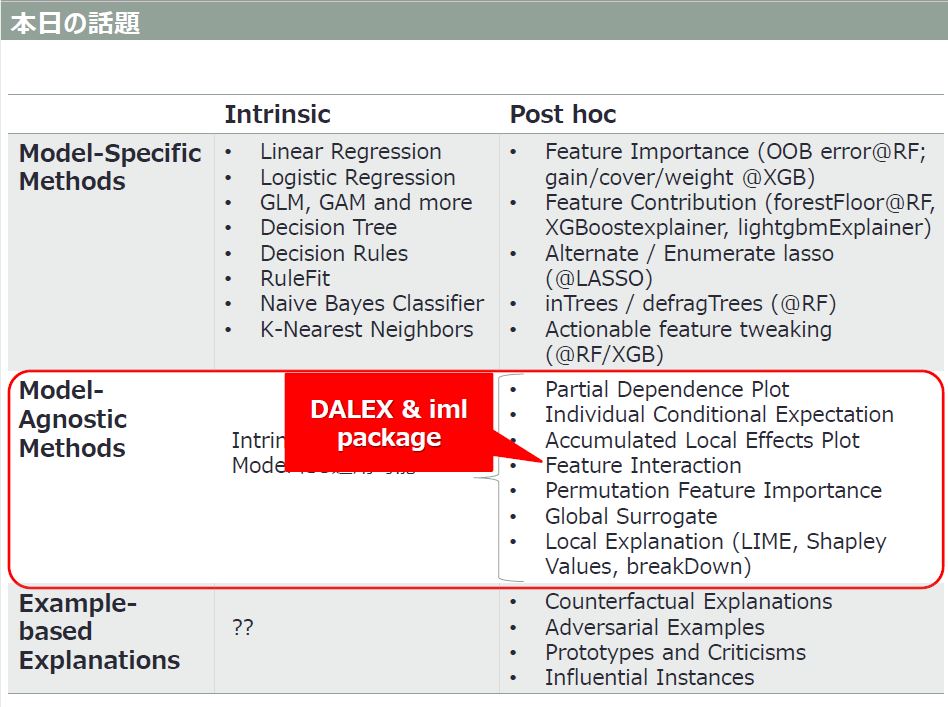 本日の話題
Intrinsic
Post hoc
Model-Specific
Methods
• Linear Regression
• Logistic Regression
• GLM, GAM and more
• Decision Tree
• Decision Rules
• RuleFit
• Naive Bayes Classifier
• K-Nearest Neighbors
• Feature Importance (OOB error@RF;
gain/cover/weight @XGB)
• Feature Contribution (forestFloor@RF,
XGBoostexplainer, lightgbmExplainer)
• Alternate / Enumerate lasso
(@LASSO)
• inTrees / defragTrees (@RF)
• Actionable feature tweaking
(@RF/XGB)
Model-
Agnostic
Methods
DALEX & iml
package
• Partial Dependence Plot
• Individual Conditional Expectation
• Accumulated Local Effects Plot
• Feature Interaction
• Permutation Feature Importance
• Global Surrogate
• Local Explanation (LIME, Shapley
Values, breakDown)
Example-
based
Explanations
??
• Counterfactual Explanations
• Adversarial Examples
• Prototypes and Criticisms
• Influential Instances